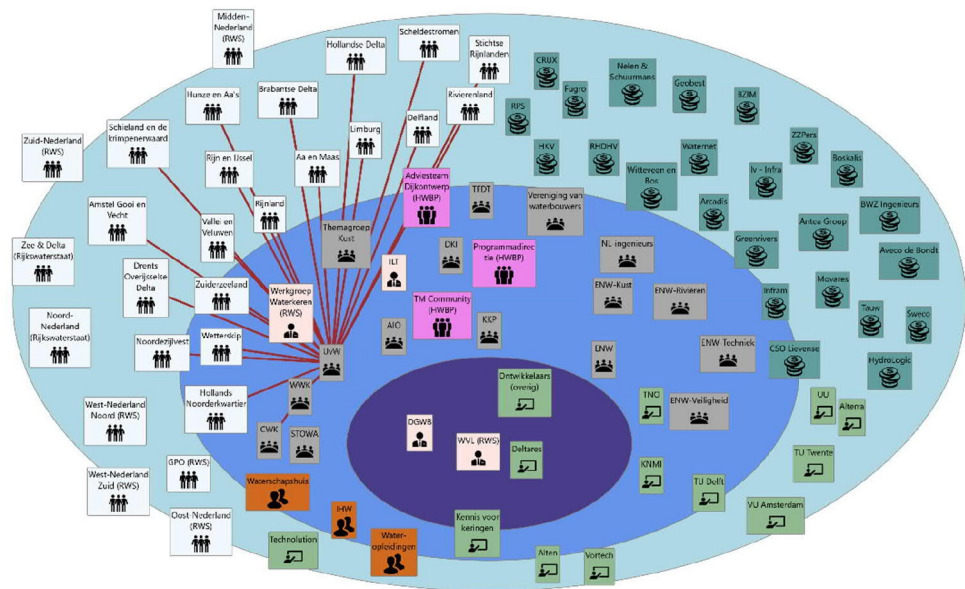 Midden-
Nederland
(RWS)
Hollandse Delta
Scheldestromen
Stichtse
Rijnlanden
Hunze en Aa's
Brabantse Delta
Rivierenland
Schieland en de
krimpenerwaard
Limburg
Delfland
Zuid-Nederland
(RWS)
Rijn en IJssel
Aa en Maas
Amstel Gooi en
Vecht
Vallei en
Veluwen
Rijnland
Zee & Delta
(Rijkswaterstaat)
Drents
Overijsselse
Delta
Zuiderzeeland
Noord-
Nederland
(Rijkswaterstaat)
Noordezijlvest
Wetterskip
Hollands
Noorderkwartier
West-Nederland
Noord (RWS)
West-Nederland
Zuid (RWS)
GPO (RWS)
Oost-Nederland
(RWS)
CRUX
Fugro
Nelen &
Schuurmans
Geobest
BZIM
RPS
ZZPers
HKV
RHDHV
Waternet
Witteveen en
Bos
Iv - Infra
Boskalis
Arcadis
BWZ Ingenieurs
Antea Group
Greenrivers
Aveco de Bondt
Infram
Movares
Tauw
Sweco
CSO Lievense
HydroLogic
Adviesteam
Dijkontwerp
(HWBP)
TFDT
Vereniging van
waterbouwers
Themagroep
Kust
DKI
Programmadirec
tie (HWBP)
NL ingenieurs
ILT
Werkgroep
Waterkeren
(RWS)
TM Community
(HWBP)
ENW-Kust
ENW-Rivieren
AIO
KKP
UvW
ENW
ENW-Techniek
WWK
CWK
STOWA
TNO
ENW-Veiligheid
Ontwikkelaars
(overig)
DGWB
WVL (RWS)
Deltares
UU
Alterra
KNMI
TU Delft
TU Twente
VU Amsterdam
Waterschapshuis
IHW
Water-
opleidingen
Technolution
Kennis voor
keringen
Alten
Vortech